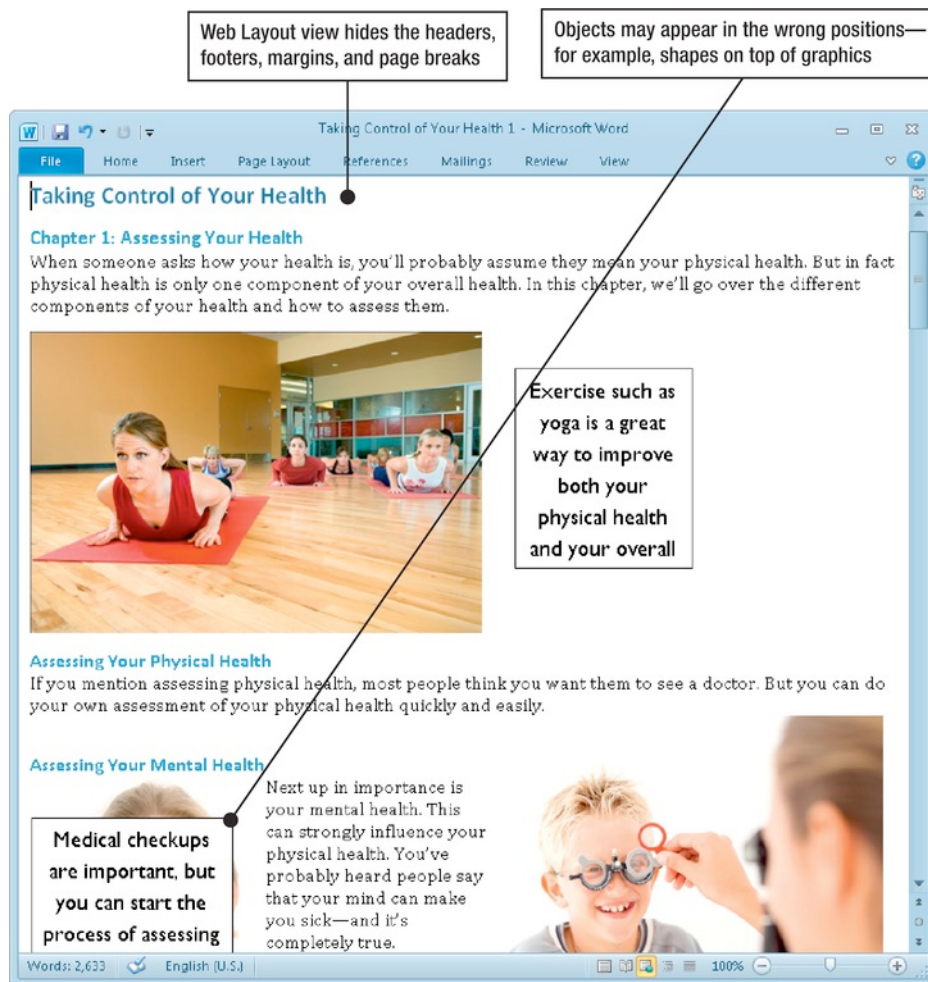 Web Layout view hides the headers,
footers, margins, and page breaks
Objects may appear in the wrong positions—
for example, shapes on top of graphics
W
Taking Control of Your Health 1 - Microsoft Word
File Home Insert Page Layout References Mailings Review View
?
Taking Control of Your Health
Chapter 1: Assessing Your Health
When someone asks how your health is, you'll probably assume they mean your physical health. But in fact
physical health is only one component of your overall health. In this chapter, we'll go over the different
components of your health and how to assess them.
Exercise such as
yoga is a great
way to improve
both your
physical health
and your overall
Assessing Your Physical Health
If you mention assessing physical health, most people think you want them to see a doctor. But you can do
your own assessment of your physical health quickly and easily.
Assessing Your Mental Health
Medical checkups
are important, but
you can start the
process of assessing
Next up in importance is
your mental health. This
can strongly influence your
physical health. You've
probably heard people say
that your mind can make
you sick—and it's
completely true.
Words: 2,633 English (U.S.) 100%